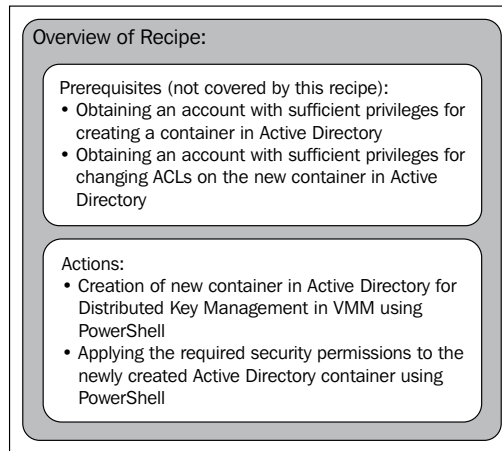 Overview of Recipe:
Prerequisites (not covered by this recipe):
• Obtaining an account with sufficient privileges for
creating a container in Active Directory
• Obtaining an account with sufficient privileges for
changing ACLs on the new container in Active
Directory
Actions:
• Creation of new container in Active Directory for
Distributed Key Management in VMM using
PowerShell
• Applying the required security permissions to the
newly created Active Directory container using
PowerShell